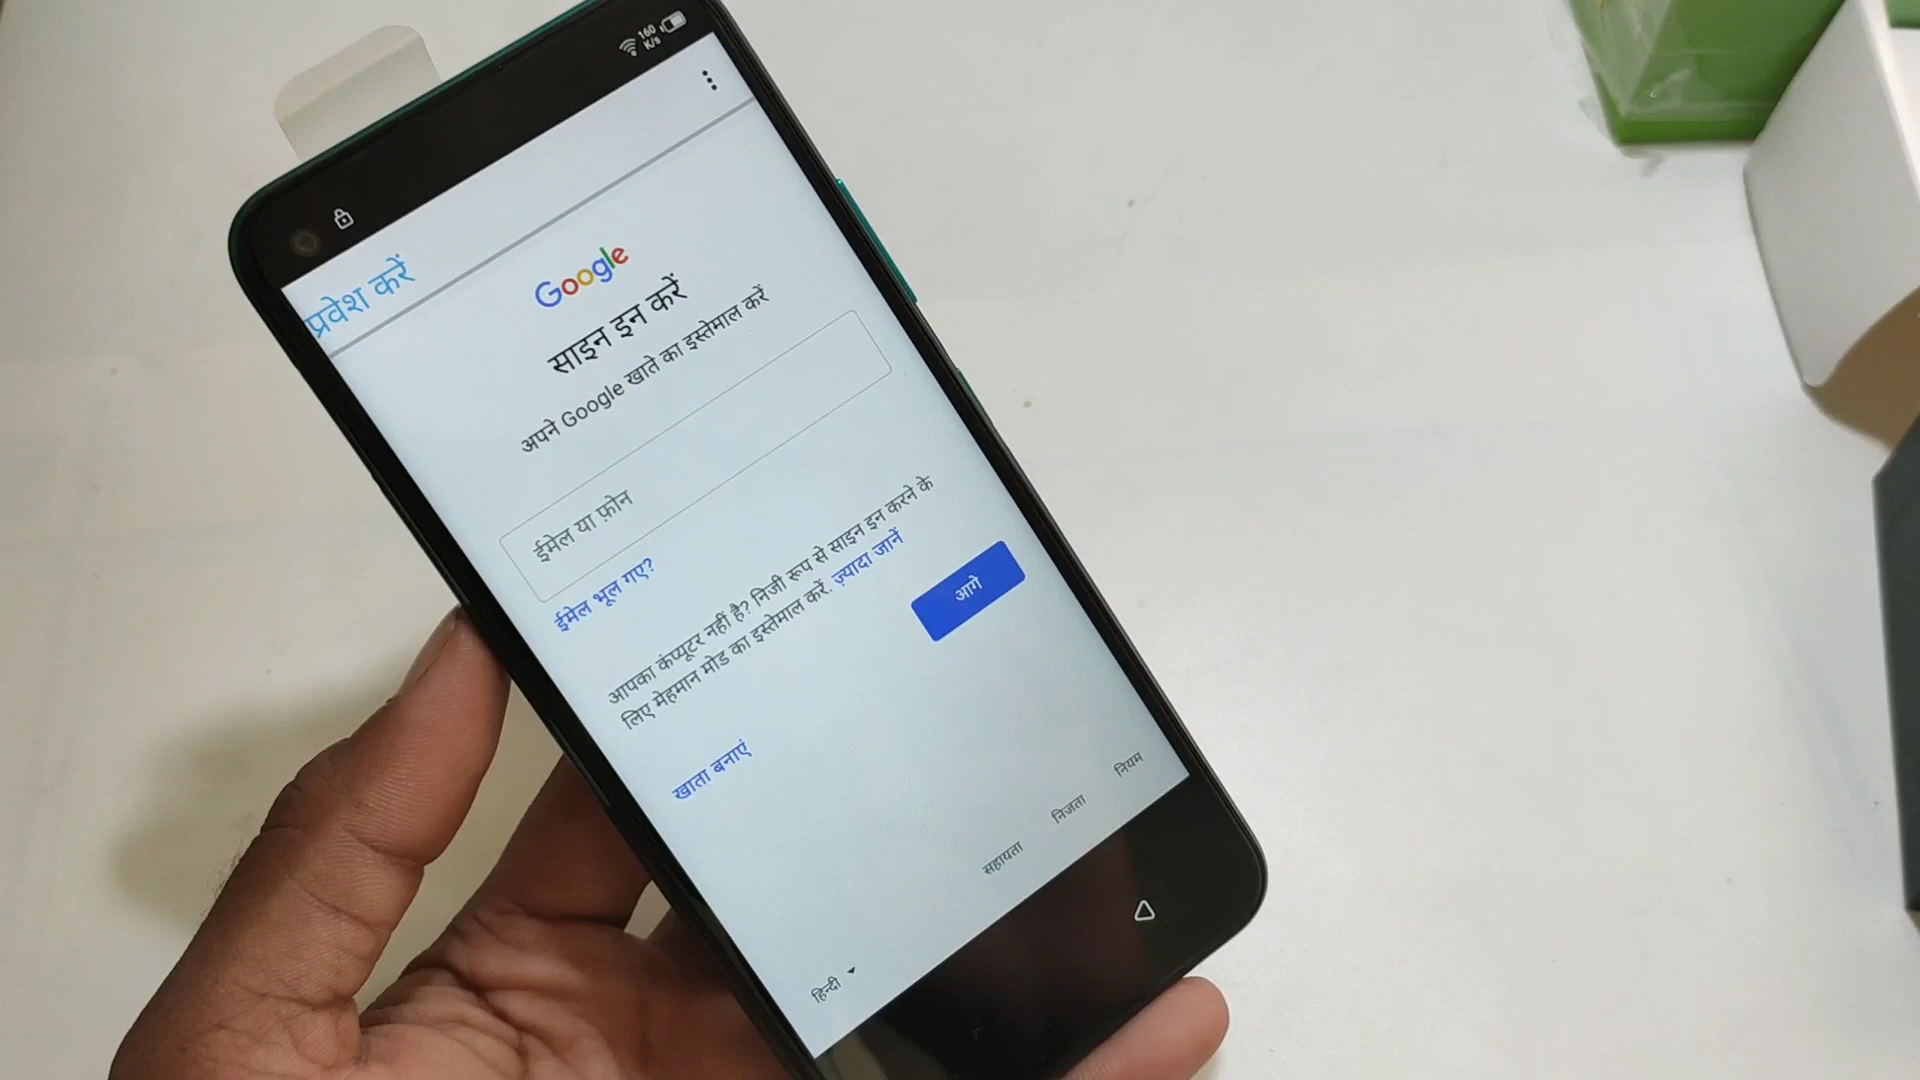 160
K/s
प्रवेश करें
Google
साइन इन करें
अपने Google खाते का इस्तेमाल करें
ईमेल या फ़ोन
ईमेल भूल गए?
आपका कंप्यूटर नहीं है? निजी रूप से साइन इन करने के
लिए मेहमान मोड का इस्तेमाल करें. ज़्यादा जानें
आगे
खाता बनाएं
हिन्दी
सहायता
निजता
नियम